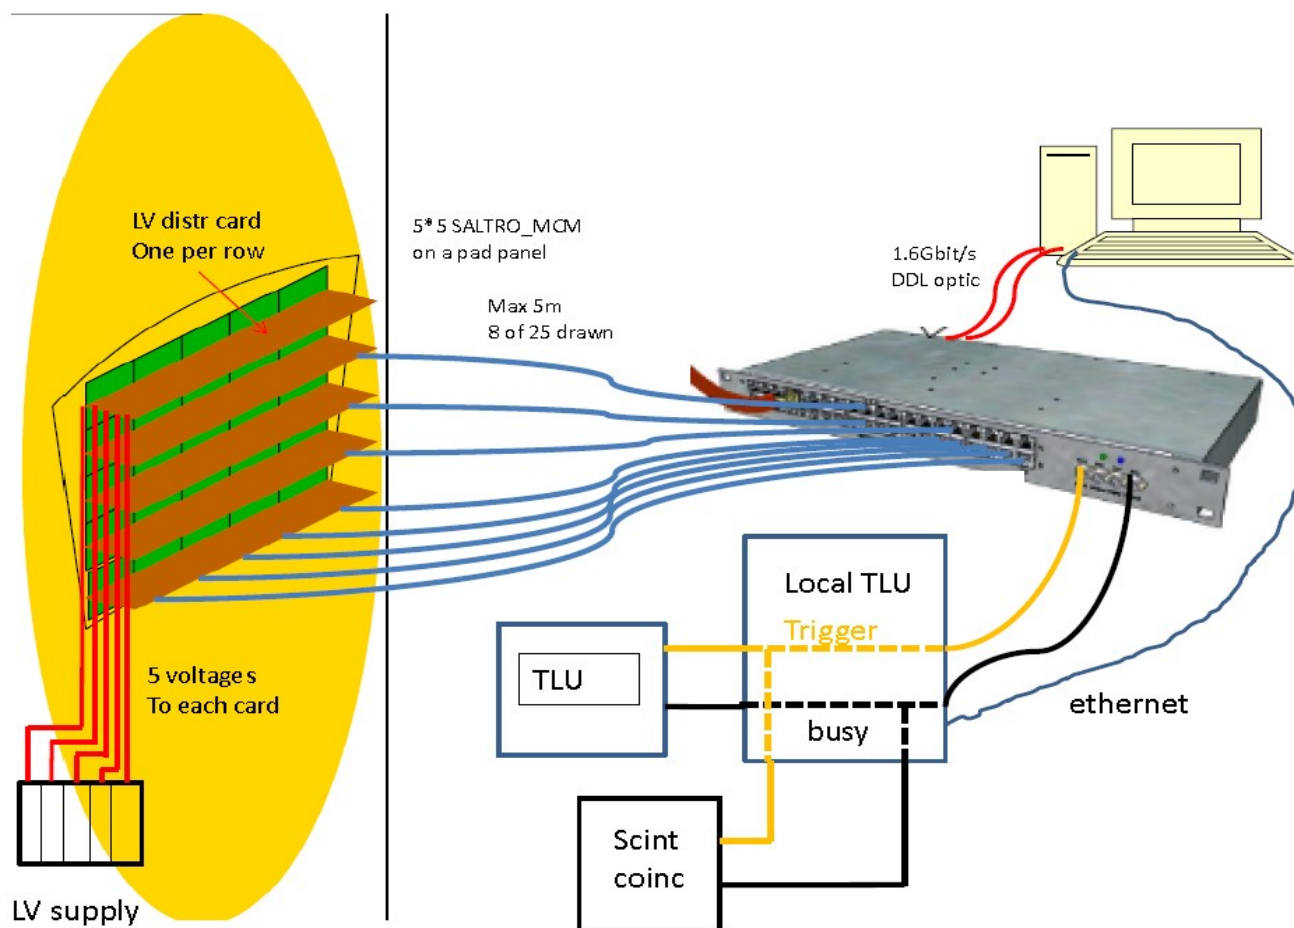 LV distr card
One per row
5*5 SALTRO_MCM
on a pad panel
Max 5m
8 of 25 drawn
1.6Gbit/s
DDL optic
Local TLU
Trigger
TLU
busy
ethernet
5 voltages
To each card
Scint
coinc
LV supply